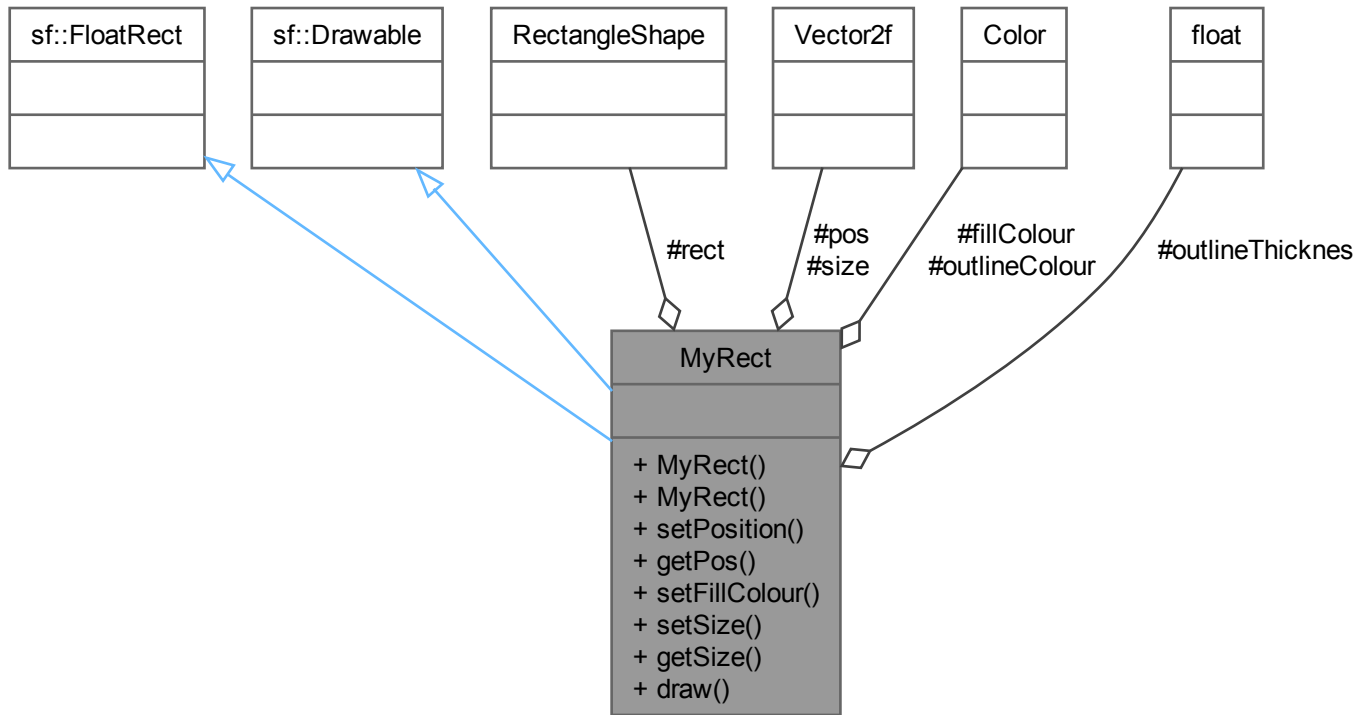 sf::FloatRect
sf::Drawable
RectangleShape
Vector2f
Color
float
#rect
#pos
#size
#fillColour
#outlineColour
#outlineThicknes
MyRect
+ MyRect()
+ MyRect()
+ setPosition()
+ getPos()
+ setFillColour()
+ setSize()
+ getSize()
+ draw()